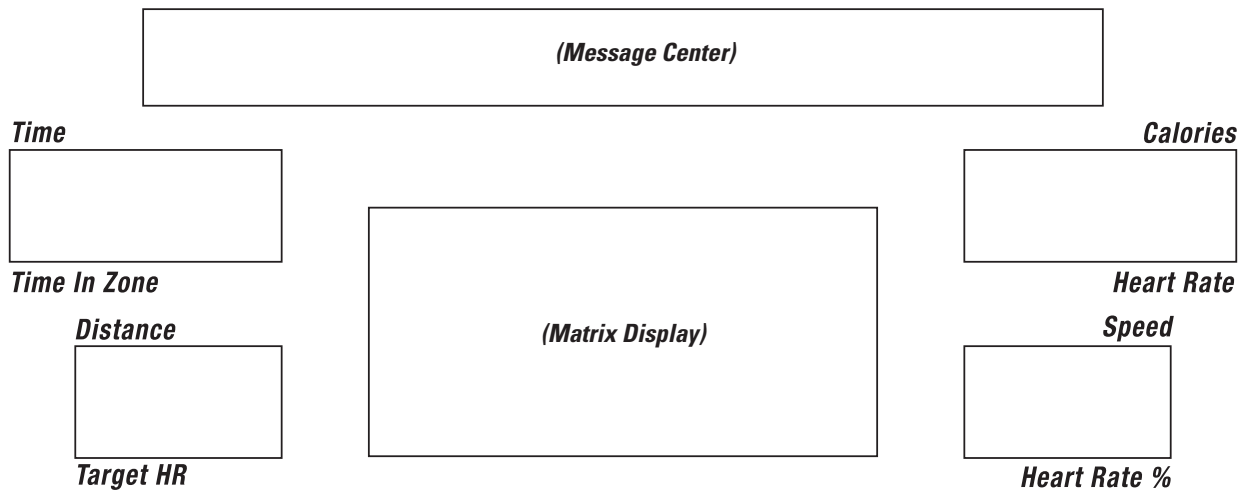 (Message Center)
Time
Calories
Time In Zone
Heart Rate
Distance
Speed
(Matrix Display)
Target HR
Heart Rate %